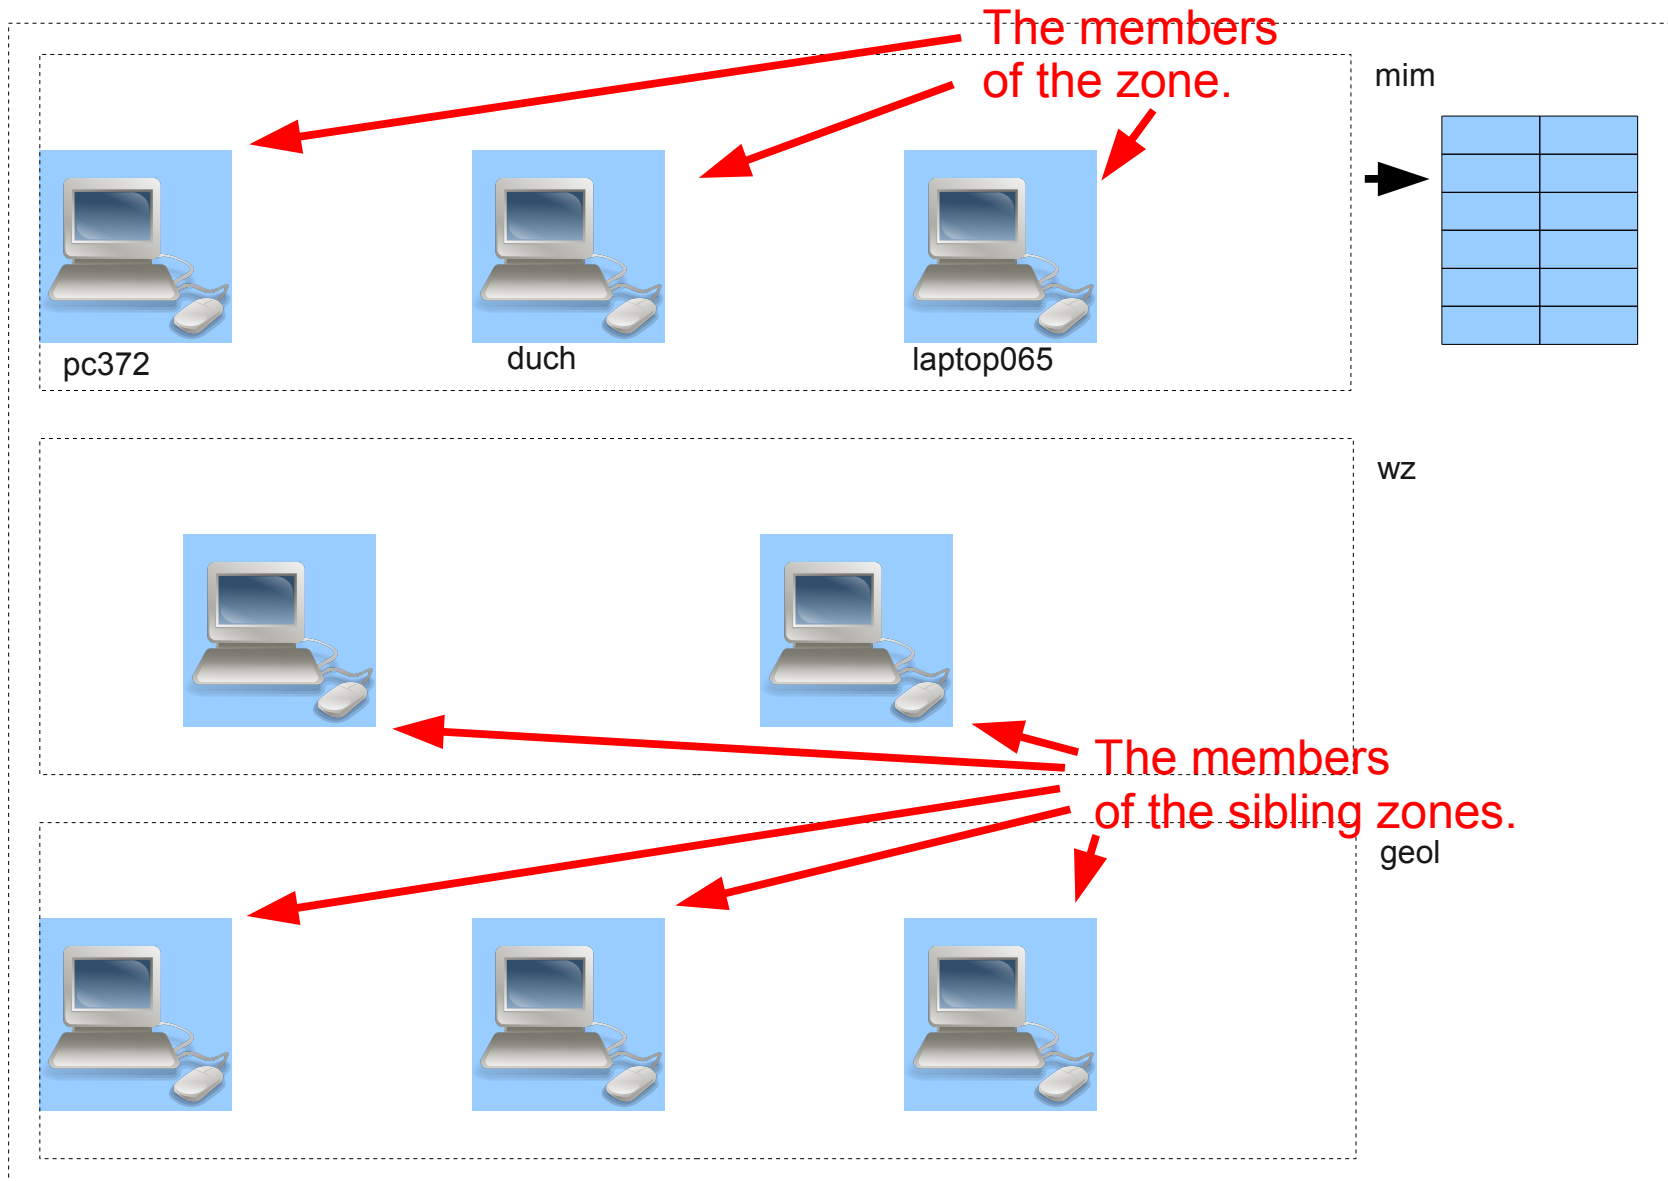 The members
of the zone.
mim
pc372
duch
laptop065
wz
The members
of the sibling zones.
geol